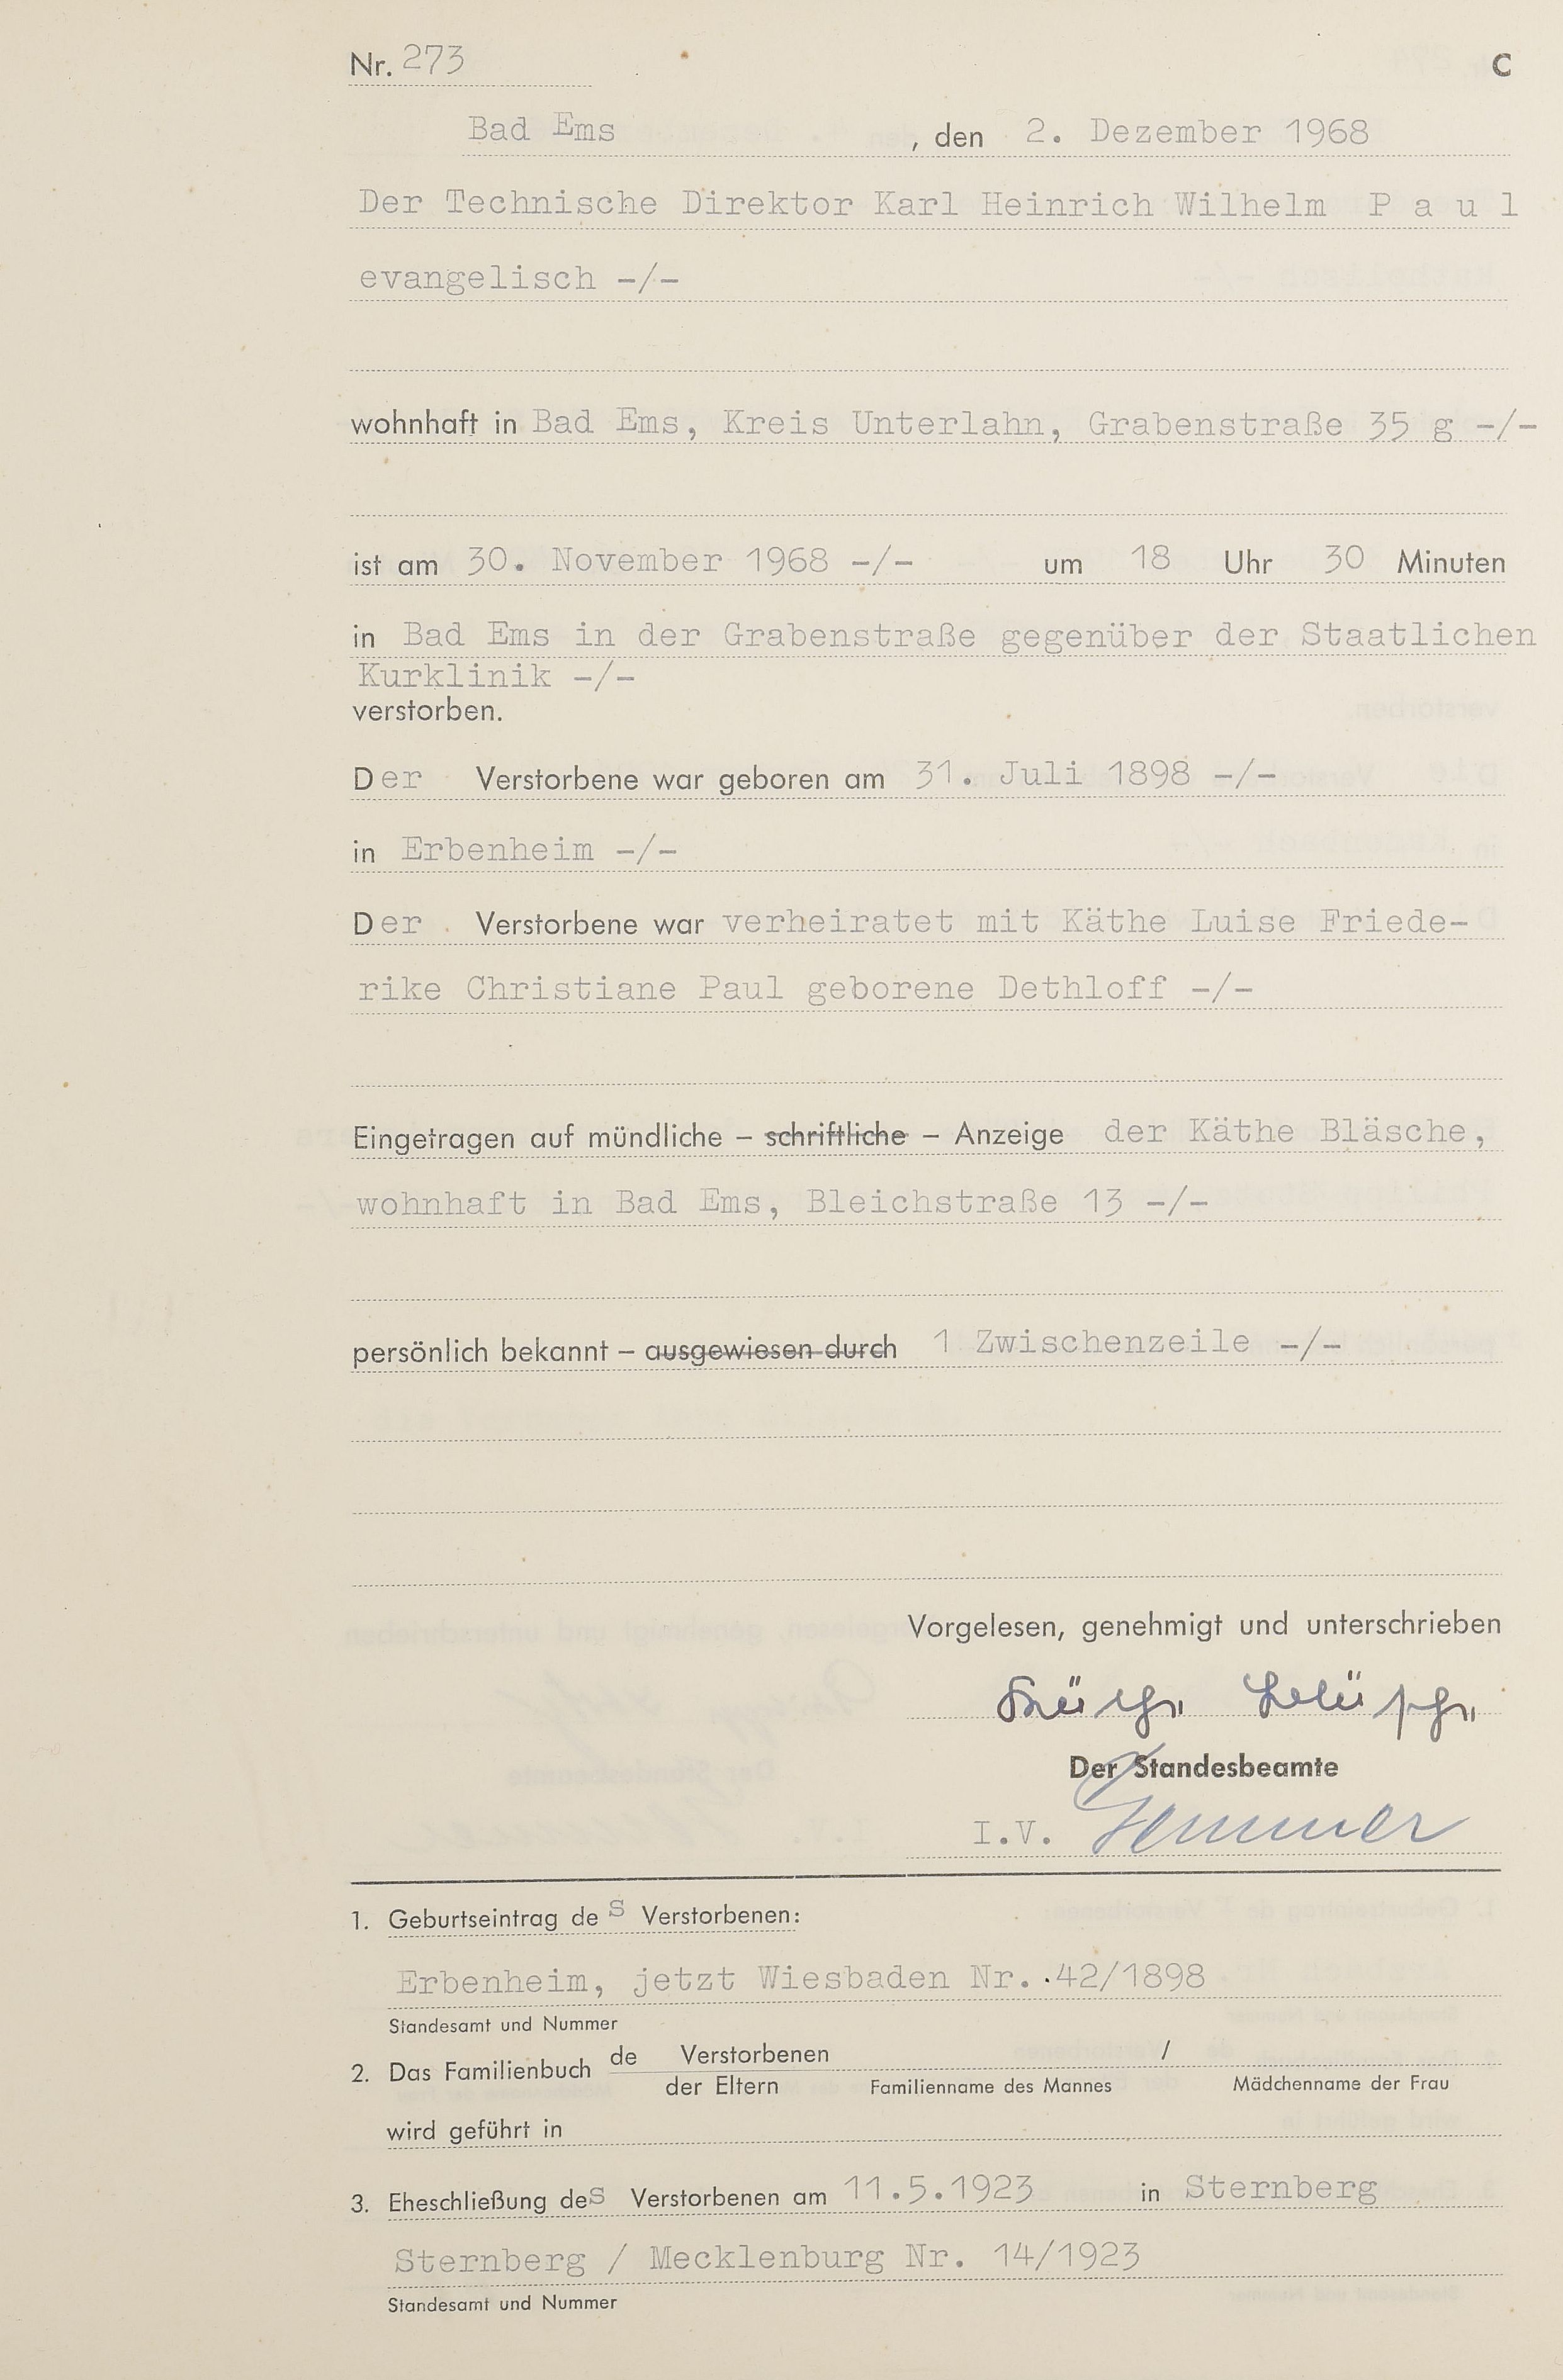 Nr. 273 C
Bad Ems , den 2. Dezember 1968
Der Technische Direktor Karl Heinrich Wilhelm P a u l
evangelisch -/-
wohnhaft in Bad Ems, Kreis Unterlahn, Grabenstraße 35 g -/-
ist am 30. November 1968 -/- um 18 Uhr 30 Minuten
in Bad Ems in der Grabenstraße gegenüber der Staatlichen
Kurklinik -/-
verstorben.
Der Verstorbene war geboren am 31. Juli 1898 -/-
in Erbenheim -/-
Der Verstorbene war verheiratet mit Käthe Luise Friede-
rike Christiane Paul geborene Dethloff -/-
Eingetragen auf mündliche – schriftliche – Anzeige der Käthe Bläsche,
wohnhaft in Bad Ems, Bleichstraße 13 -/-
persönlich bekannt – ausgewiesen durch 1 Zwischenzeile -/-
Vorgelesen, genehmigt und unterschrieben
Käthe Bläsche
Der Standesbeamte
I.V. Gemmer
1. Geburtseintrag des Verstorbenen:
Erbenheim, jetzt Wiesbaden Nr. 42/1898
Standesamt und Nummer
2. Das Familienbuch de Verstorbenen /
der Eltern Familienname des Mannes Mädchenname der Frau
wird geführt in
3. Eheschließung des Verstorbenen am 11.5.1923 in Sternberg
Sternberg / Mecklenburg Nr. 14/1923
Standesamt und Nummer